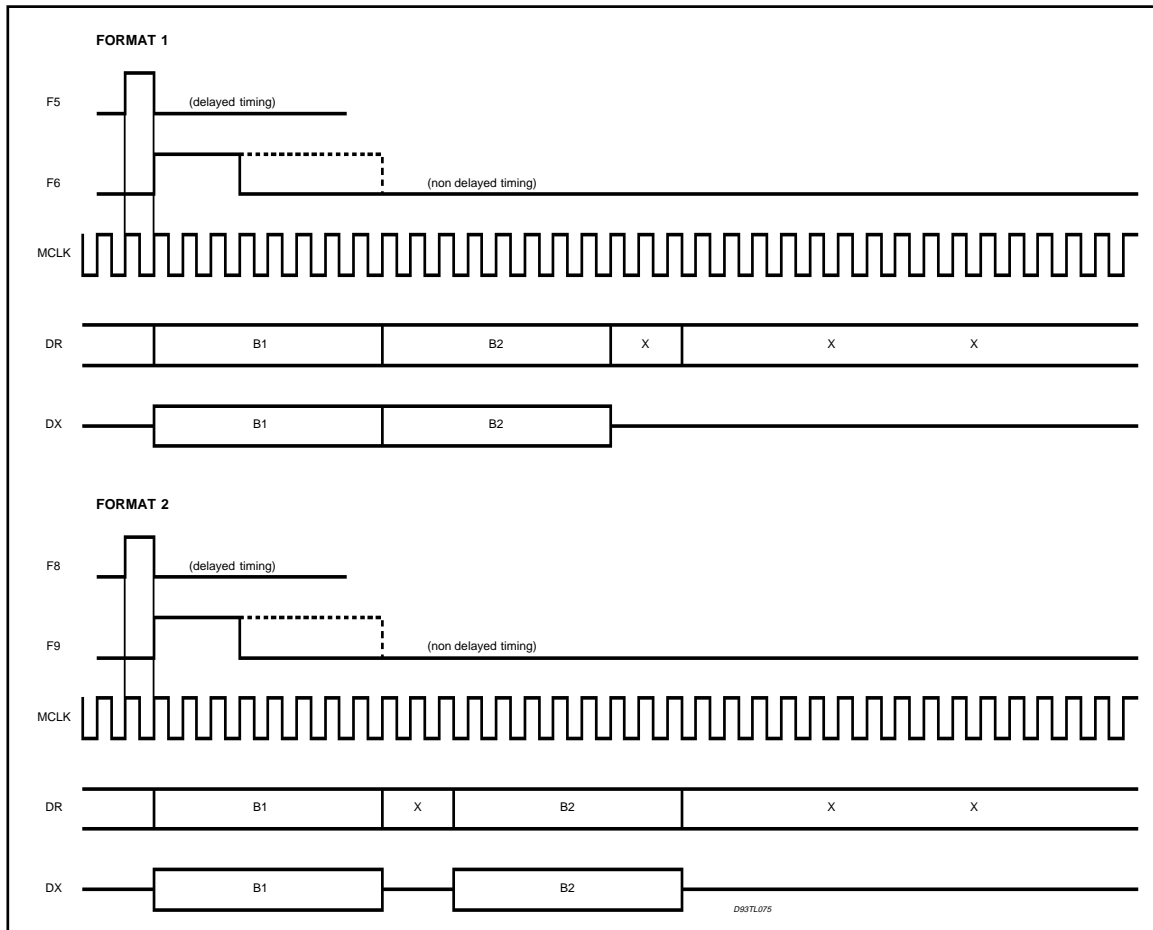 FORMAT 1
F5 (delayed timing)
F6 (non delayed timing)
MCLK
DR B1 B2 X X X
DX B1 B2
FORMAT 2
F8 (delayed timing)
F9 (non delayed timing)
MCLK
DR B1 X B2 X X
DX B1 B2
D93TL075